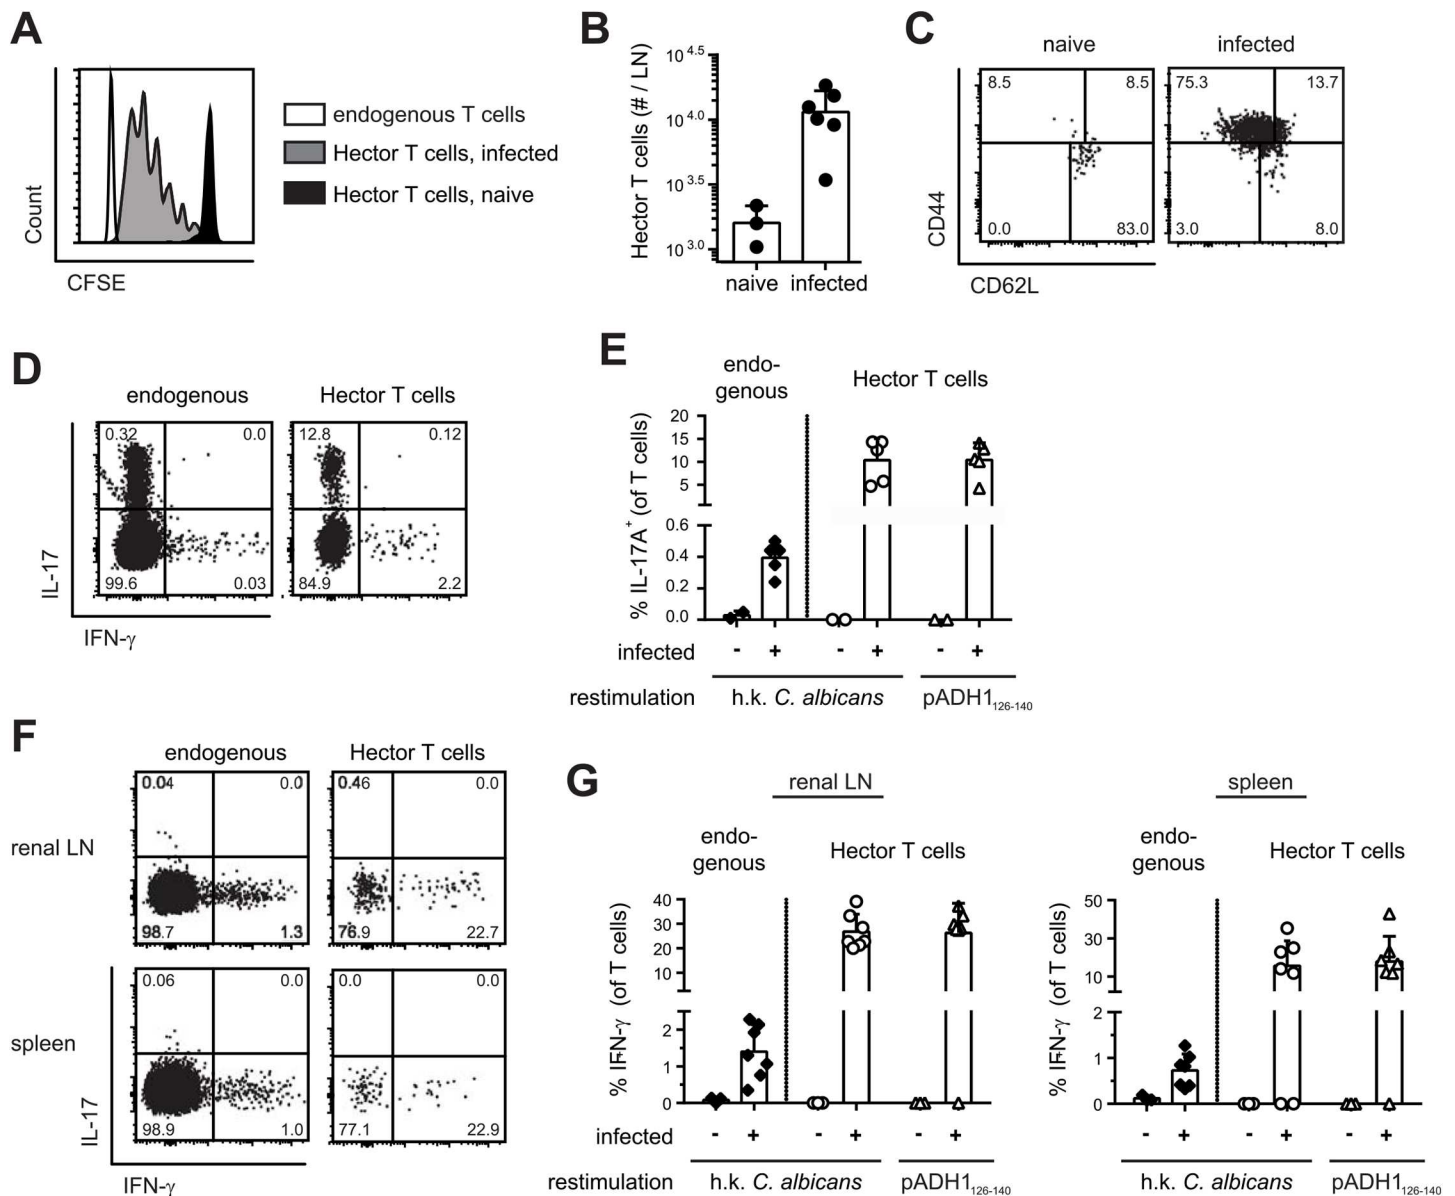 A
Count
CFSE
endogenous T cells
Hector T cells, infected
Hector T cells, naive
B
Hector T cells (# / LN)
10^4.5
10^4.0
10^3.5
10^3.0
naive infected
C
naive infected
8.5 8.5 75.3 13.7
0.0 83.0 3.0 8.0
CD44
CD62L
D
endogenous Hector T cells
0.32 0.0 12.8 0.12
99.6 0.03 84.9 2.2
IL-17
IFN-γ
E
endo-
genous
Hector T cells
% IL-17A+ (of T cells)
20
15
10
5
0.6
0.4
0.2
0.0
infected - + - + - +
restimulation h.k. C. albicans pADH1126-140
F
endogenous Hector T cells
renal LN
0.04 0.0 0.46 0.0
98.7 1.3 76.9 22.7
spleen
0.06 0.0 0.0 0.0
98.9 1.0 77.1 22.9
IL-17
IFN-γ
G
renal LN
endo-
genous
Hector T cells
% IFN-γ (of T cells)
40
30
20
10
2
1
0
infected - + - + - +
restimulation h.k. C. albicans pADH1126-140
spleen
endo-
genous
Hector T cells
% IFN-γ (of T cells)
50
30
10
2
1
0
- + - + - +
h.k. C. albicans pADH1126-140